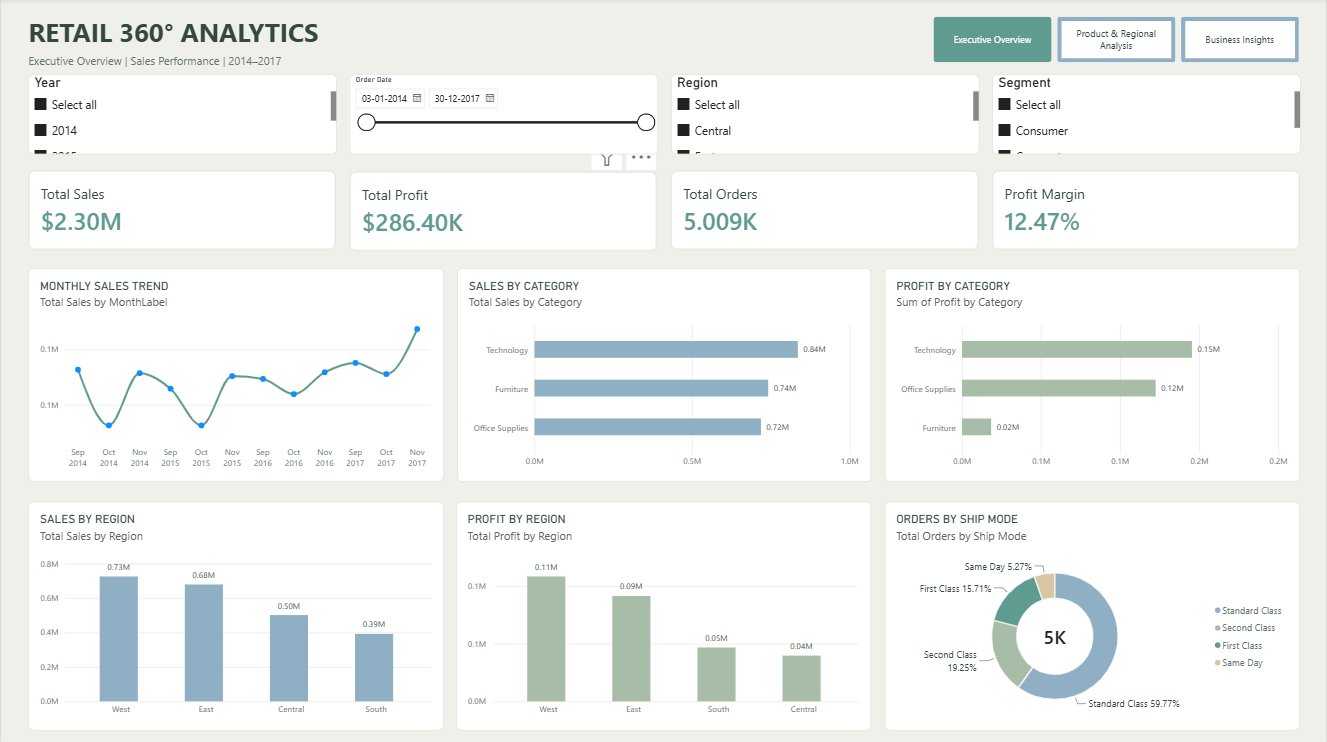 RETAIL 360° ANALYTICS
Executive Overview | Sales Performance | 2014–2017
Executive Overview
Product & Regional
Analysis
Business Insights
Year
Select all
2014
Order Date
03-01-2014
30-12-2017
Region
Select all
Central
Segment
Select all
Consumer
Total Sales
$2.30M
Total Profit
$286.40K
Total Orders
5.009K
Profit Margin
12.47%
MONTHLY SALES TREND
Total Sales by MonthLabel
0.1M
0.1M
Sep Oct Nov Sep Oct Nov Sep Oct Nov Sep Oct Nov
2014 2014 2014 2015 2015 2015 2016 2016 2016 2017 2017 2017
SALES BY CATEGORY
Total Sales by Category
Technology 0.84M
Furniture 0.74M
Office Supplies 0.72M
0.0M 0.5M 1.0M
PROFIT BY CATEGORY
Sum of Profit by Category
Technology 0.15M
Office Supplies 0.12M
Furniture 0.02M
0.0M 0.1M 0.1M 0.2M 0.2M
SALES BY REGION
Total Sales by Region
0.8M
0.6M
0.4M
0.2M
0.0M
0.73M
0.68M
0.50M
0.39M
West East Central South
PROFIT BY REGION
Total Profit by Region
0.1M
0.1M
0.0M
0.11M
0.09M
0.05M
0.04M
West East South Central
ORDERS BY SHIP MODE
Total Orders by Ship Mode
Same Day 5.27%
First Class 15.71%
Second Class
19.25%
Standard Class 59.77%
5K
Standard Class
Second Class
First Class
Same Day